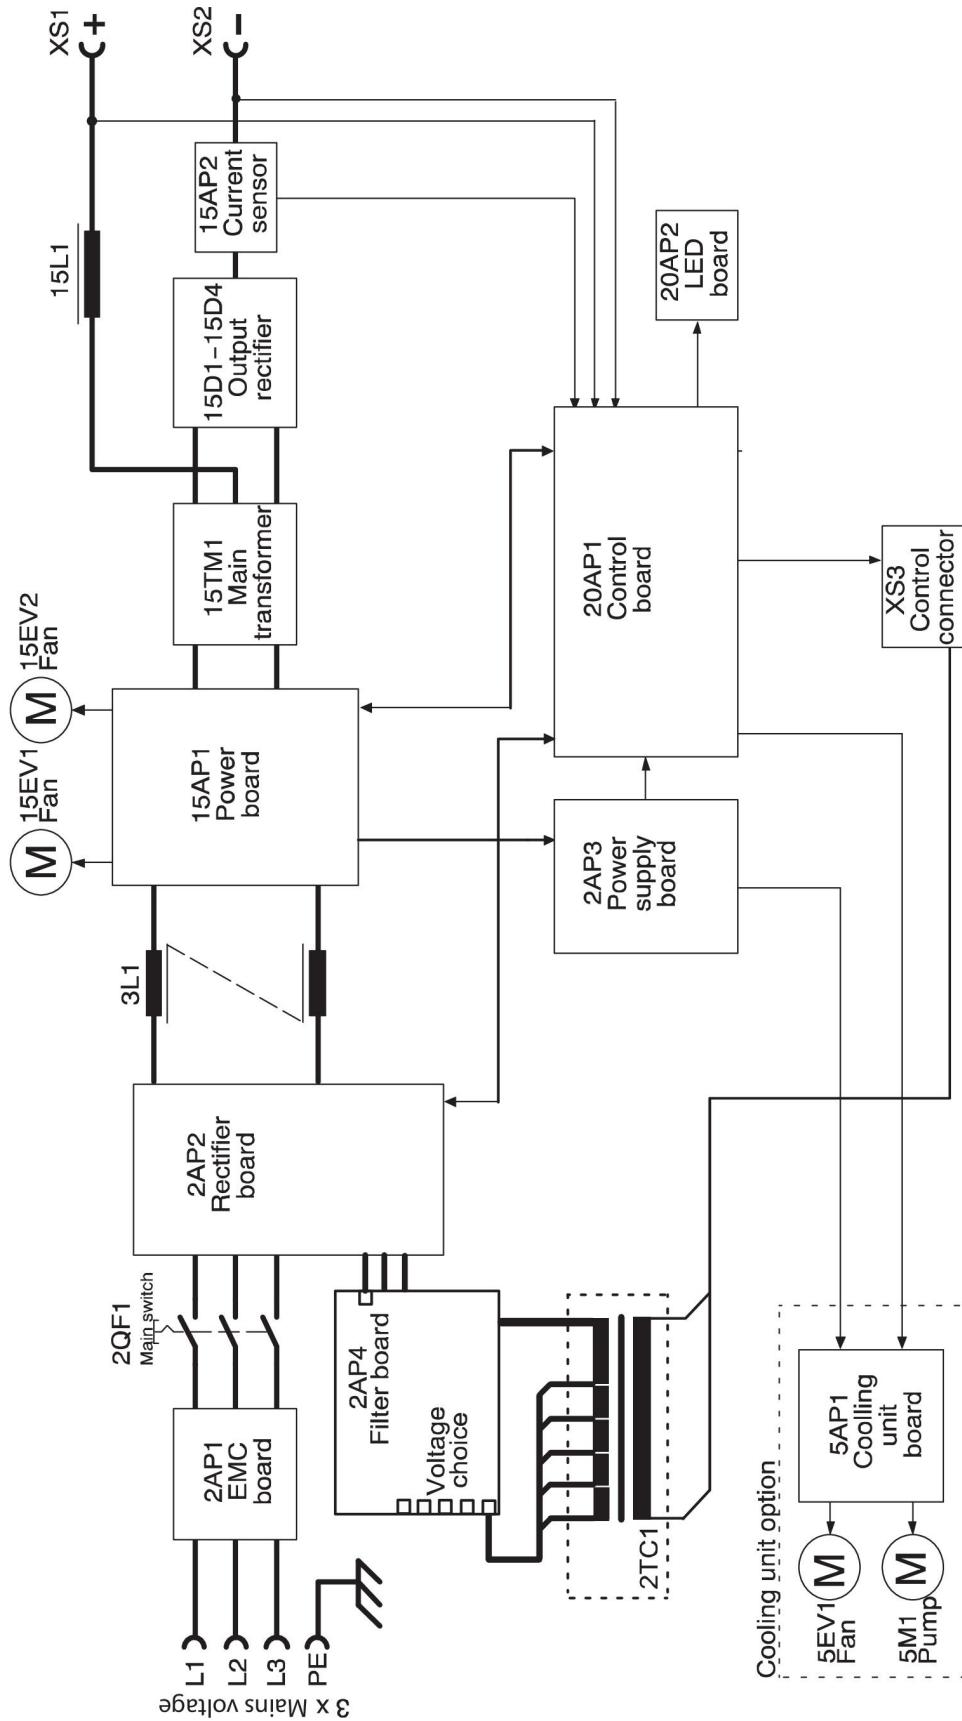 XS1
+
XS2
−
15L1
15AP2
Current
sensor
15D1-15D4
Output
rectifier
20AP2
LED
board
15TM1
Main
transformer
20AP1
Control
board
XS3
Control
connector
15EV2
Fan
M
15EV1
Fan
M
15AP1
Power
board
2AP3
Power
supply
board
3L1
2AP2
Rectifier
board
2QF1
Main switch
2AP4
Filter board
Voltage
choice
2AP1
EMC
board
2TC1
5AP1
Coolling
unit
board
Cooling unit option
M
5EV1
Fan
M
5M1
Pump
L1
L2
L3
PE
3 x Mains voltage